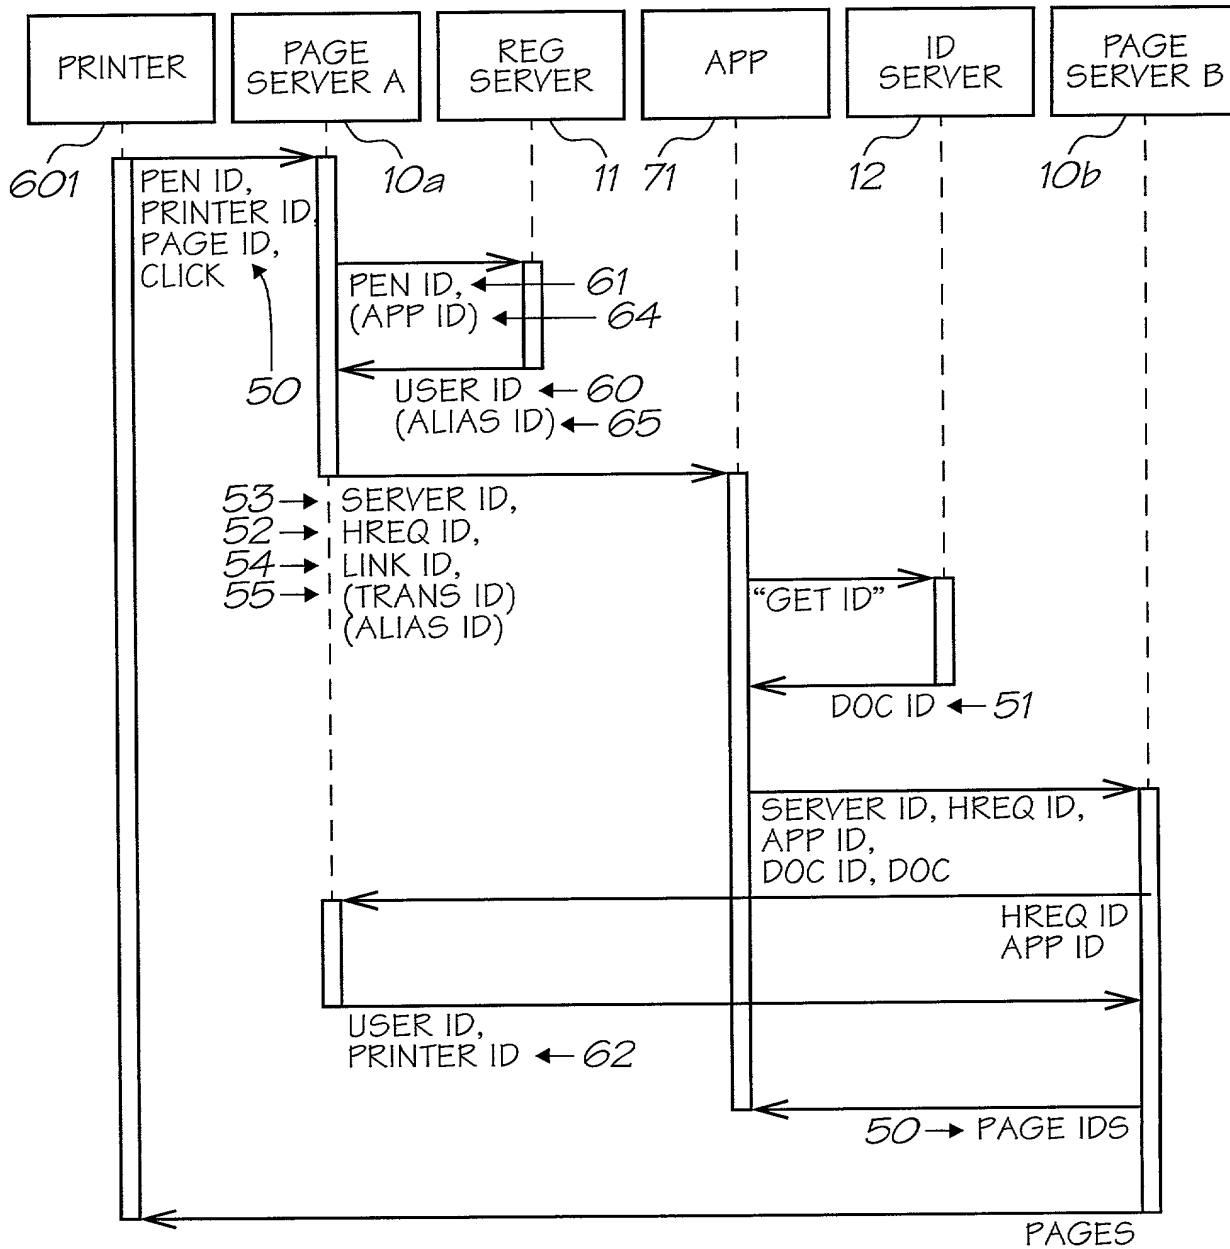 PRINTER
PAGE
SERVER A
REG
SERVER
APP
ID
SERVER
PAGE
SERVER B
601
10a
11
71
12
10b
PEN ID,
PRINTER ID,
PAGE ID,
CLICK
50
PEN ID,
61
(APP ID)
64
USER ID
60
(ALIAS ID)
65
53
SERVER ID,
52
HREQ ID,
54
LINK ID,
55
(TRANS ID)
(ALIAS ID)
"GET ID"
DOC ID
51
SERVER ID, HREQ ID,
APP ID,
DOC ID, DOC
HREQ ID
APP ID
USER ID,
PRINTER ID
62
50
PAGE IDS
PAGES